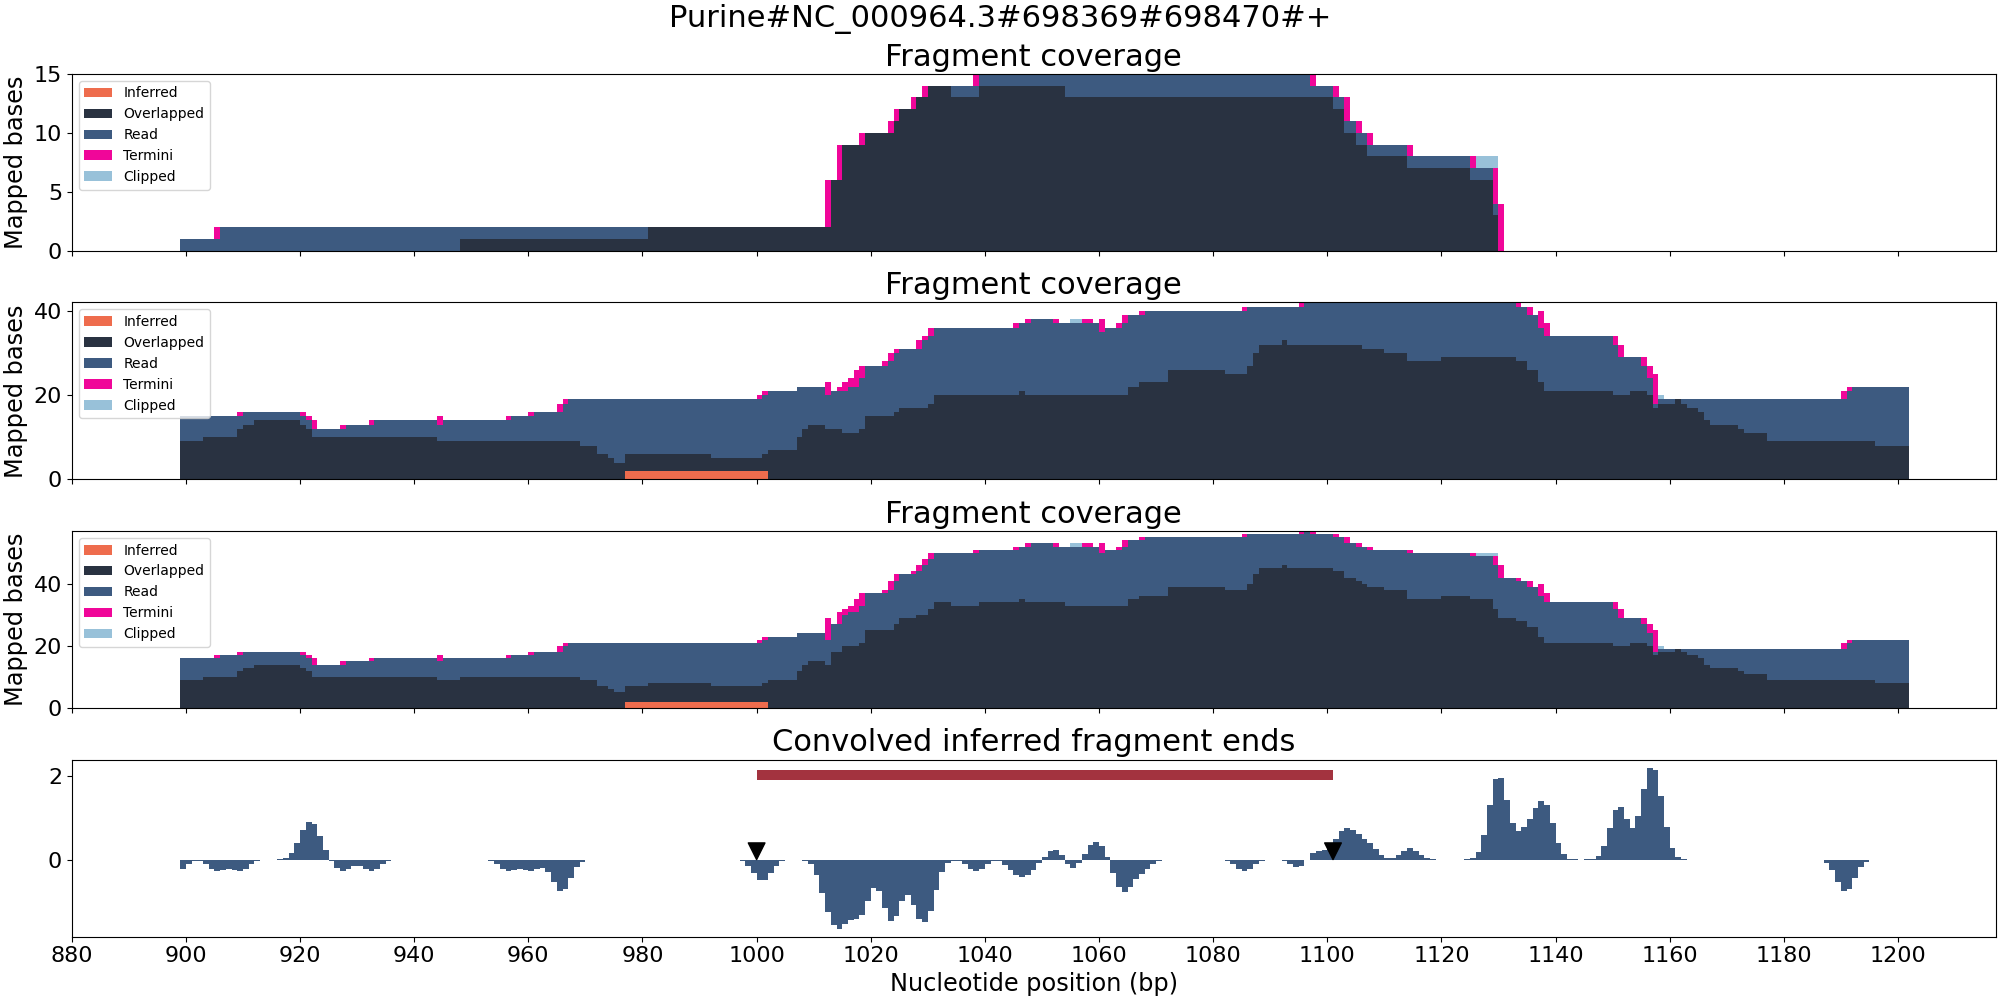 Purine#NC_000964.3#698369#698470#+
Fragment coverage
Mapped bases
15
10
5
0
Inferred
Overlapped
Read
Termini
Clipped
Fragment coverage
Mapped bases
40
20
0
Inferred
Overlapped
Read
Termini
Clipped
Fragment coverage
Mapped bases
40
20
0
Inferred
Overlapped
Read
Termini
Clipped
Convolved inferred fragment ends
2
0
880 900 920 940 960 980 1000 1020 1040 1060 1080 1100 1120 1140 1160 1180 1200
Nucleotide position (bp)